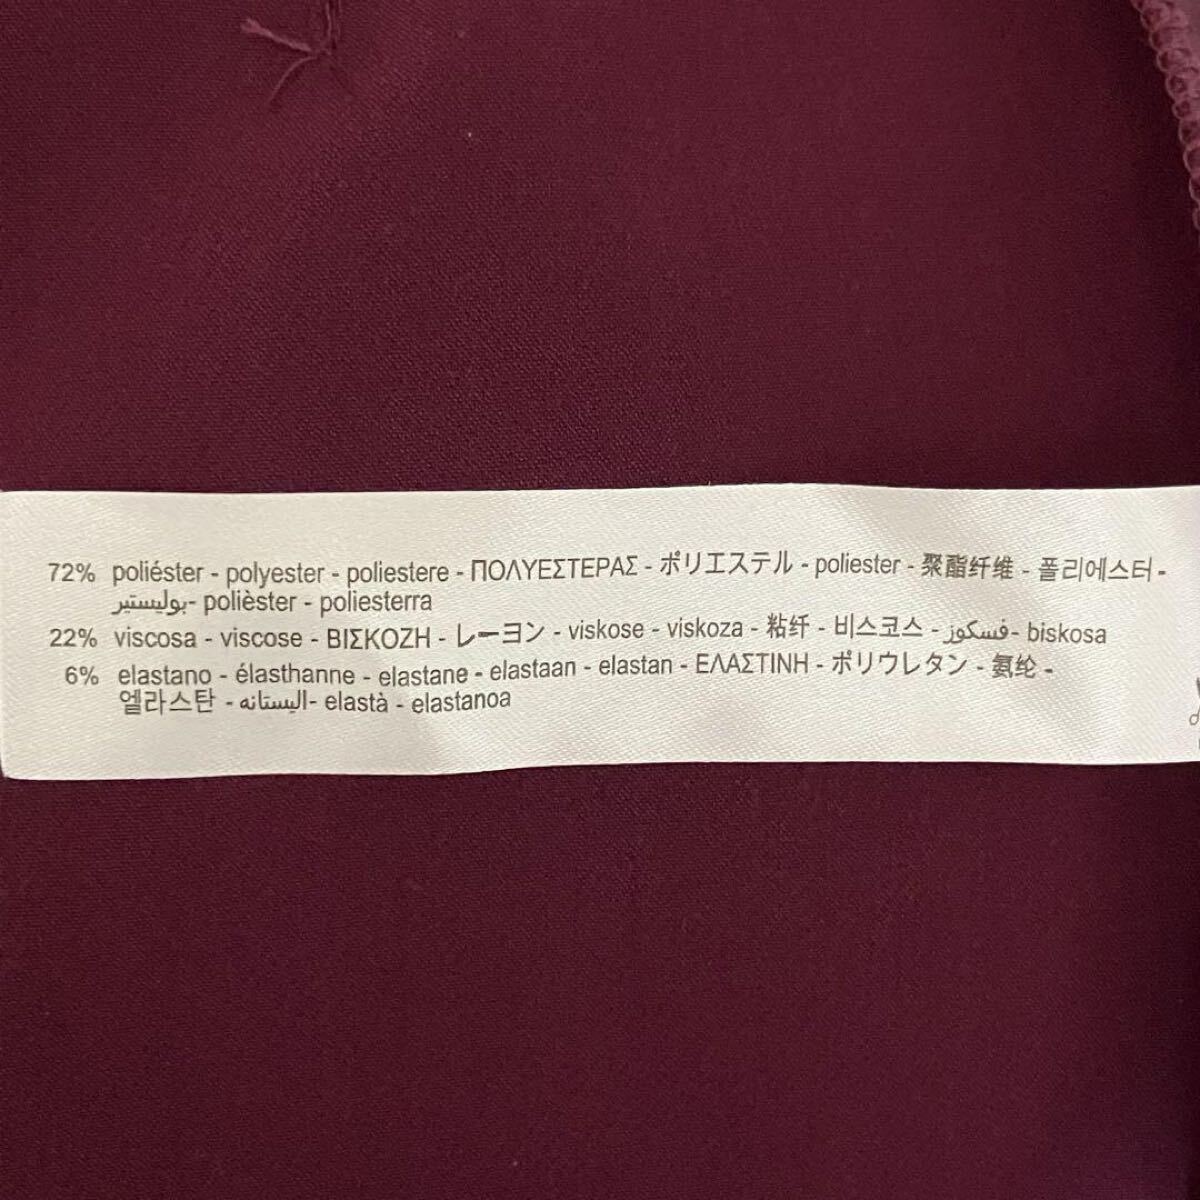 72% poliéster - polyester - poliestere - ΠΟΛΥΕΣΤΕΡΑΣ - ポリエステル - poliester - 聚酯纤维 - 폴리에스터 -
بوليستير - polièster - poliesterra
22% viscosa - viscose - ΒΙΣΚΟΖΗ - レーヨン - viskose - viskoza - 粘纤 - 비스코스 - فسكوز - biskosa
6% elastano - élasthanne - elastane - elastaan - elastan - ΕΛΑΣΤΙΝΗ - ポリウレタン - 氨纶 -
엘라스탄 - اليستانه - elastà - elastanoa